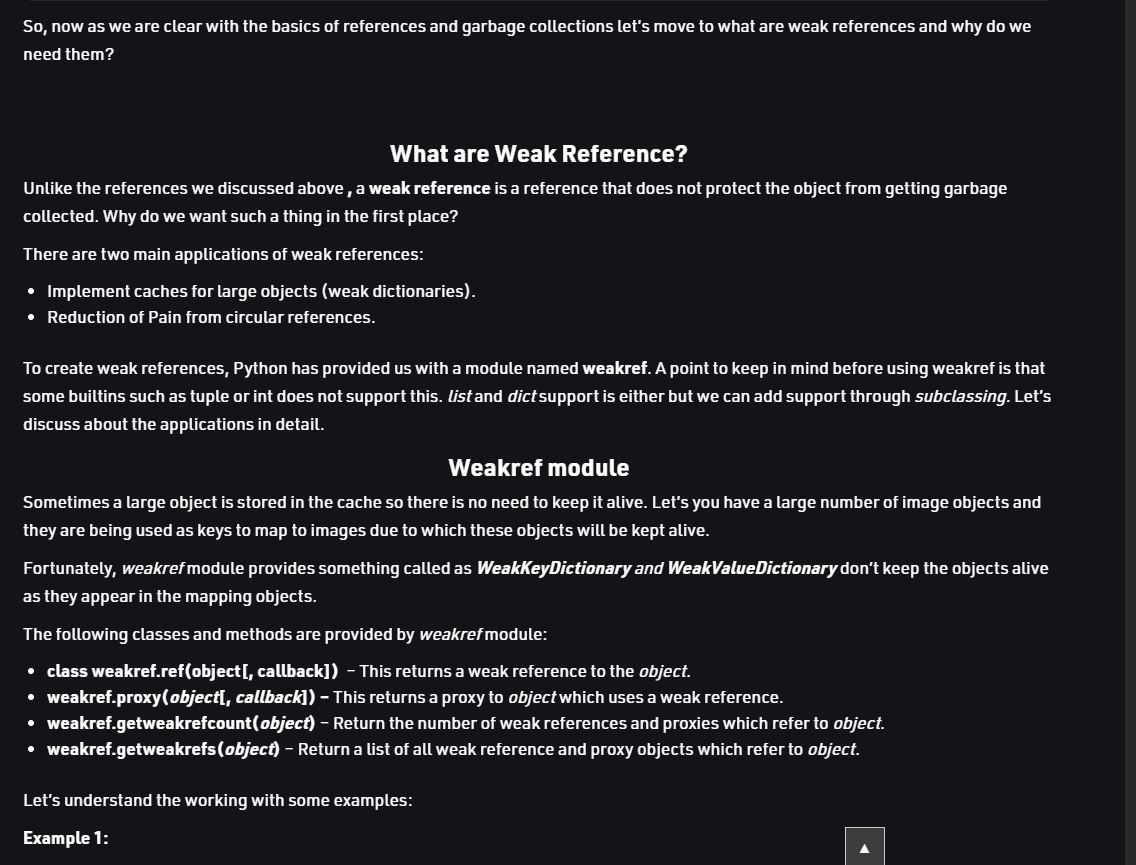 So, now as we are clear with the basics of references and garbage collections let's move to what are weak references and why do we
need them?
What are Weak Reference?
Unlike the references we discussed above , a weak reference is a reference that does not protect the object from getting garbage
collected. Why do we want such a thing in the first place?
There are two main applications of weak references:
• Implement caches for large objects (weak dictionaries).
• Reduction of Pain from circular references.
To create weak references, Python has provided us with a module named weakref. A point to keep in mind before using weakref is that
some builtins such as tuple or int does not support this. list and dict support is either but we can add support through subclassing. Let's
discuss about the applications in detail.
Weakref module
Sometimes a large object is stored in the cache so there is no need to keep it alive. Let's you have a large number of image objects and
they are being used as keys to map to images due to which these objects will be kept alive.
Fortunately, weakref module provides something called as WeakKeyDictionary and WeakValueDictionary don't keep the objects alive
as they appear in the mapping objects.
The following classes and methods are provided by weakref module:
• class weakref.ref(object[, callback]) – This returns a weak reference to the object.
• weakref.proxy(object[, callback]) – This returns a proxy to object which uses a weak reference.
• weakref.getweakrefcount(object) – Return the number of weak references and proxies which refer to object.
• weakref.getweakrefs(object) – Return a list of all weak reference and proxy objects which refer to object.
Let's understand the working with some examples:
Example 1: